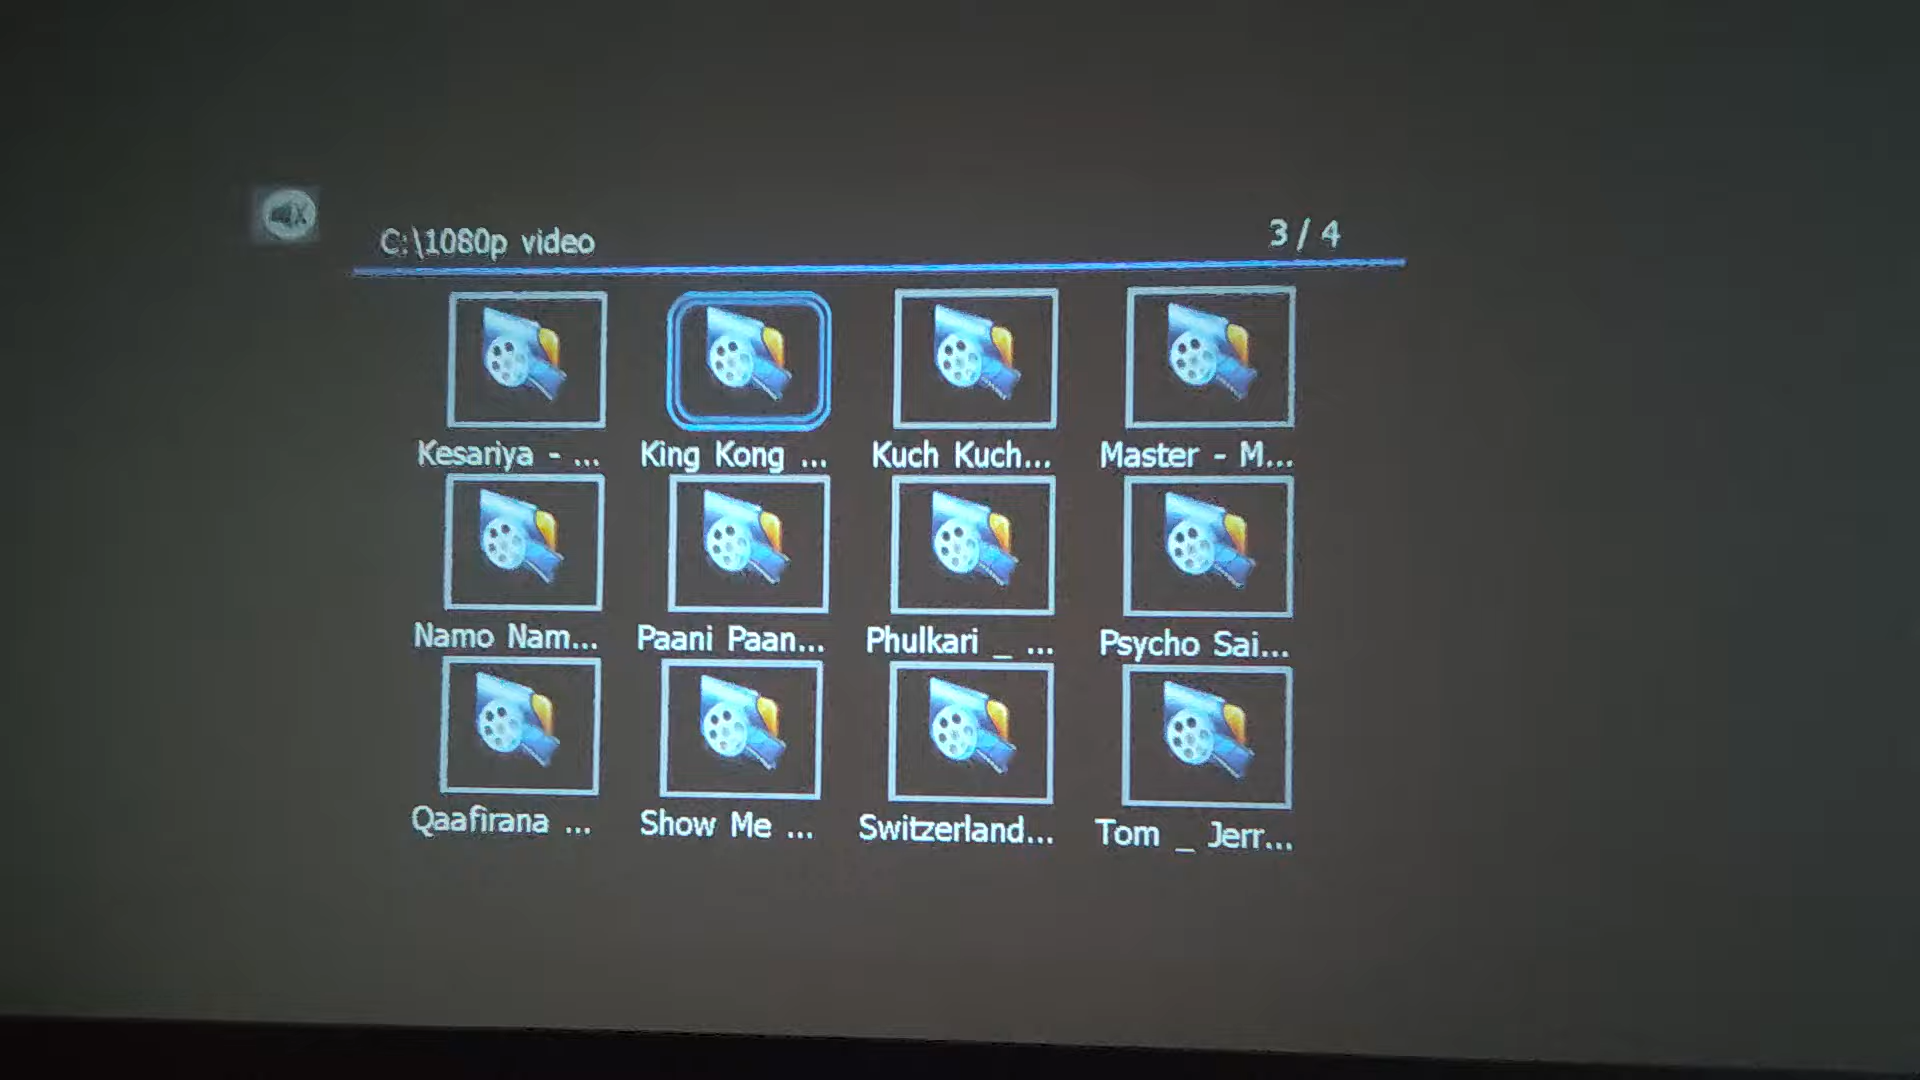 C:\1080p video
3 / 4
Kesariya - ...
King Kong ...
Kuch Kuch...
Master - M...
Namo Nam...
Paani Paan...
Phulkari _ ...
Psycho Sai...
Qaafirana ...
Show Me ...
Switzerland...
Tom _ Jerr...